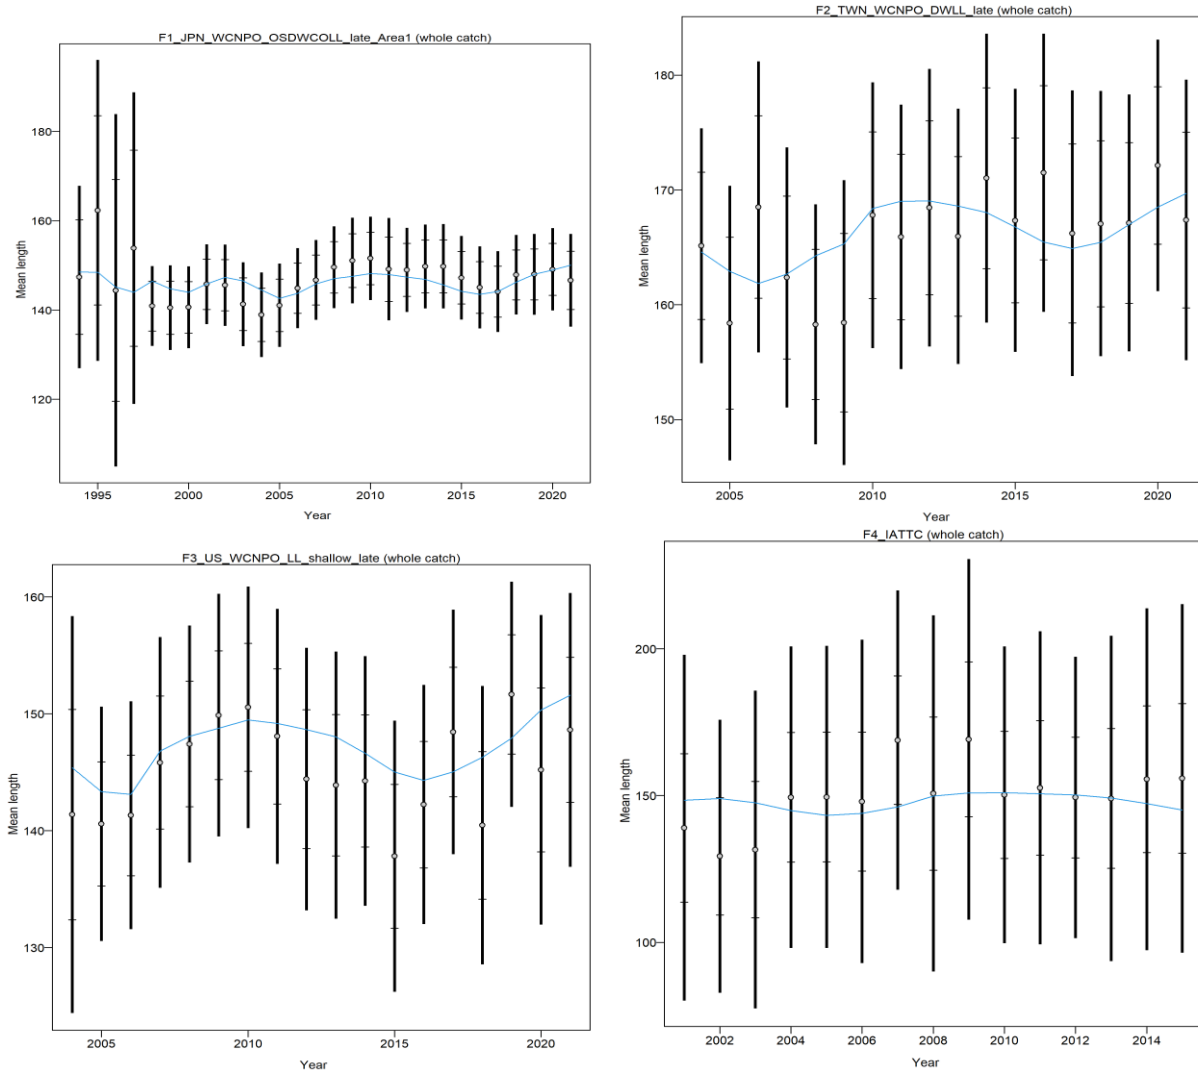 F1_JPN_WCNPO_OSDWCOLL_late_Area1 (whole catch)
Mean length
180
160
140
120
1995 2000 2005 2010 2015 2020
Year
F2_TWN_WCNPO_DWLL_late (whole catch)
Mean length
180
170
160
150
2005 2010 2015 2020
Year
F3_US_WCNPO_LL_shallow_late (whole catch)
Mean length
160
150
140
130
2005 2010 2015 2020
Year
F4_IATTC (whole catch)
Mean length
200
150
100
2002 2004 2006 2008 2010 2012 2014
Year